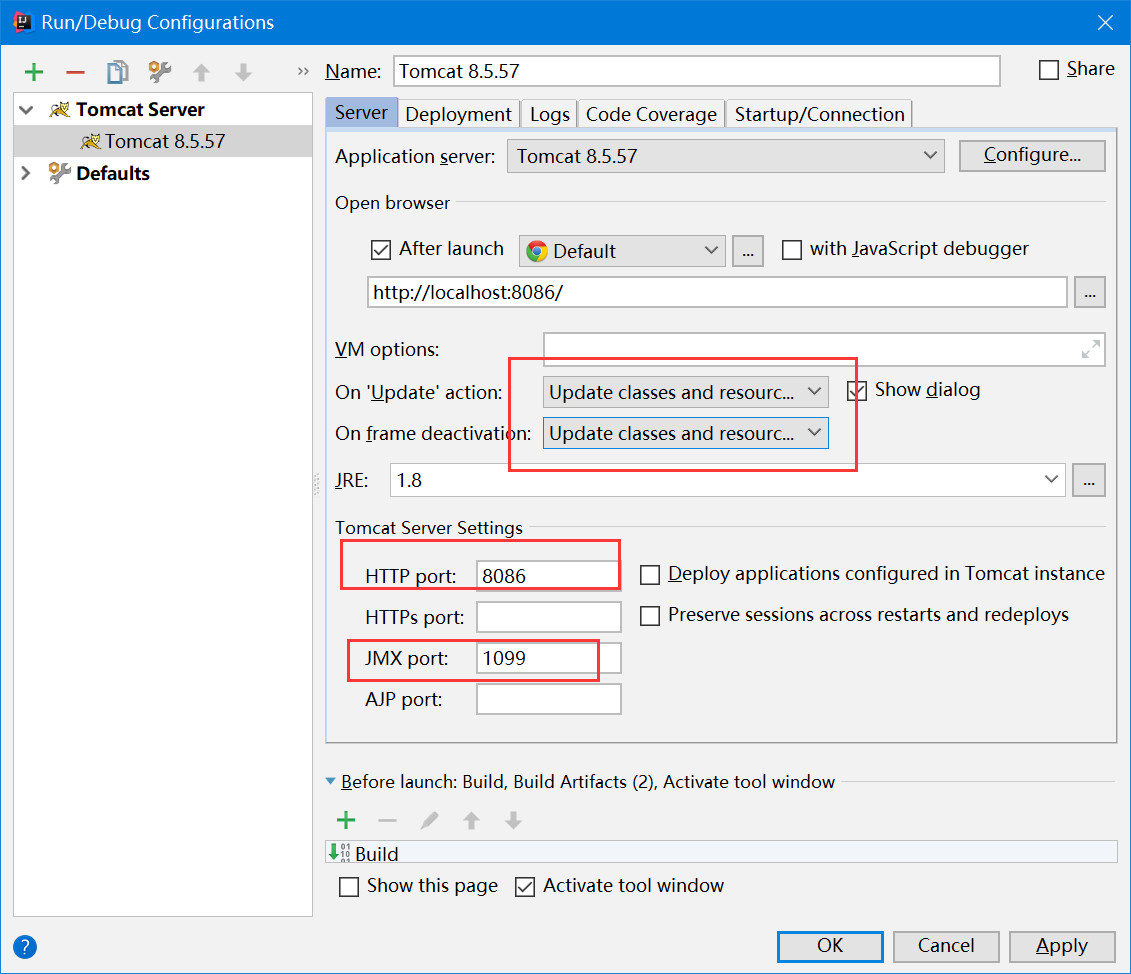 Run/Debug Configurations
Name: Tomcat 8.5.57 Share
Tomcat Server
Tomcat 8.5.57
Defaults
Server Deployment Logs Code Coverage Startup/Connection
Application server: Tomcat 8.5.57 Configure...
Open browser
After launch Default ... with JavaScript debugger
http://localhost:8086/ ...
VM options:
On 'Update' action: Update classes and resourc... Show dialog
On frame deactivation: Update classes and resourc...
JRE: 1.8 ...
Tomcat Server Settings
HTTP port: 8086 Deploy applications configured in Tomcat instance
HTTPs port: Preserve sessions across restarts and redeploys
JMX port: 1099
AJP port:
Before launch: Build, Build Artifacts (2), Activate tool window
Build
Show this page Activate tool window
? OK Cancel Apply